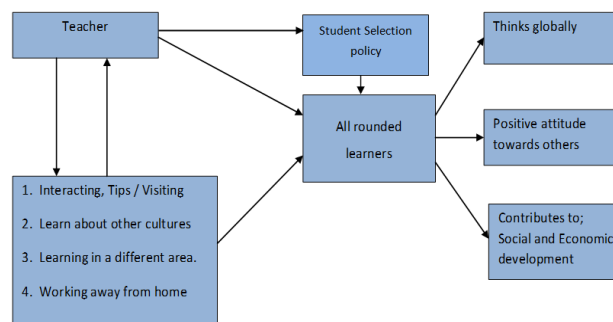 Teacher
Student Selection
policy
Thinks globally
All rounded
learners
Positive attitude
towards others
1. Interacting, Tips / Visiting
2. Learn about other cultures
3. Learning in a different area.
4. Working away from home
Contributes to;
Social and Economic
development